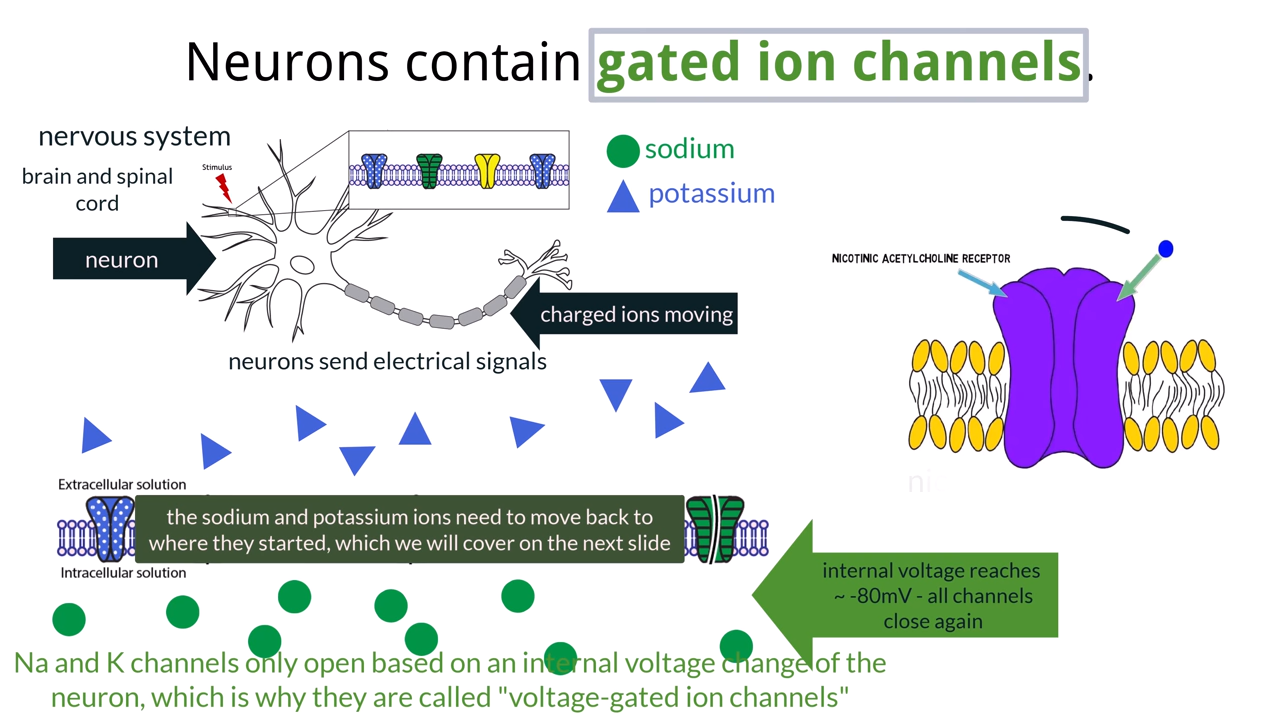 Neurons contain gated ion channels.
nervous system
brain and spinal
cord
Stimulus
neuron
sodium
potassium
charged ions moving
neurons send electrical signals
NICOTINIC ACETYLCHOLINE RECEPTOR
ni
Extracellular solution
the sodium and potassium ions need to move back to
where they started, which we will cover on the next slide
Intracellular solution
internal voltage reaches
~ -80mV - all channels
close again
Na and K channels only open based on an internal voltage change of the
neuron, which is why they are called "voltage-gated ion channels"